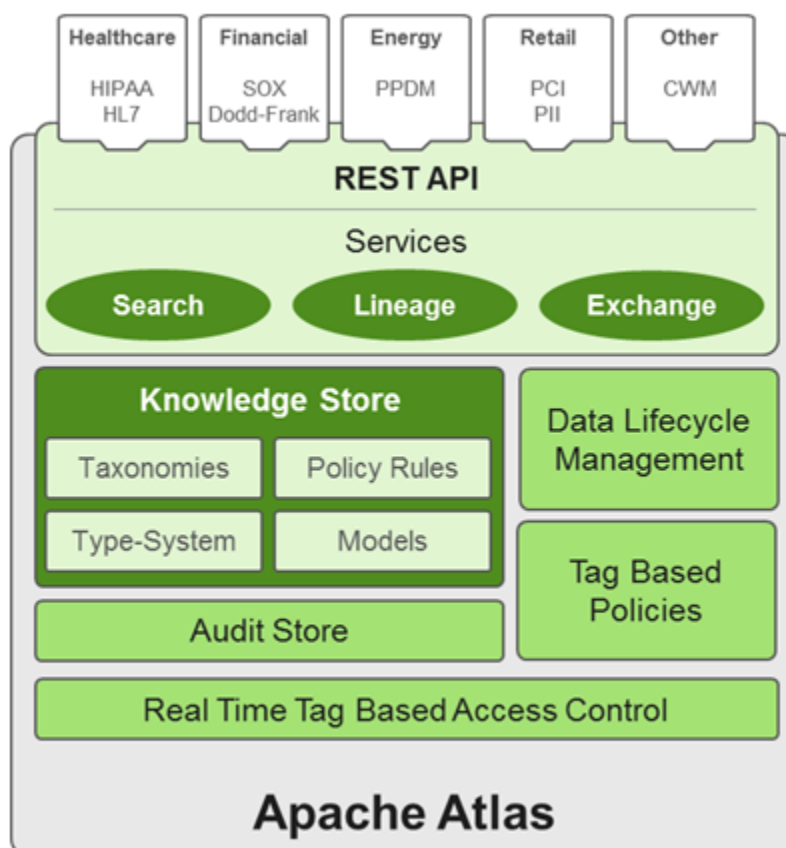 Healthcare
HIPAA
HL7
Financial
SOX
Dodd-Frank
Energy
PPDM
Retail
PCI
PII
Other
CWM
REST API
Services
Search
Lineage
Exchange
Knowledge Store
Taxonomies
Policy Rules
Type-System
Models
Data Lifecycle
Management
Tag Based
Policies
Audit Store
Real Time Tag Based Access Control
Apache Atlas